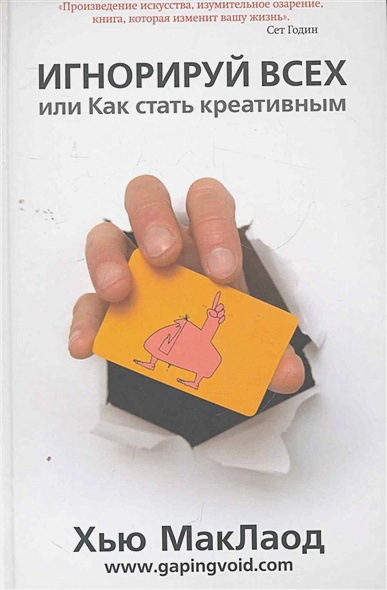 «Произведение искусства, изумительное озарение,
книга, которая изменит вашу жизнь».
Сет Годин
ИГНОРИРУЙ ВСЕХ
или Как стать креативным
Хью МакЛаод
www.gapingvoid.com